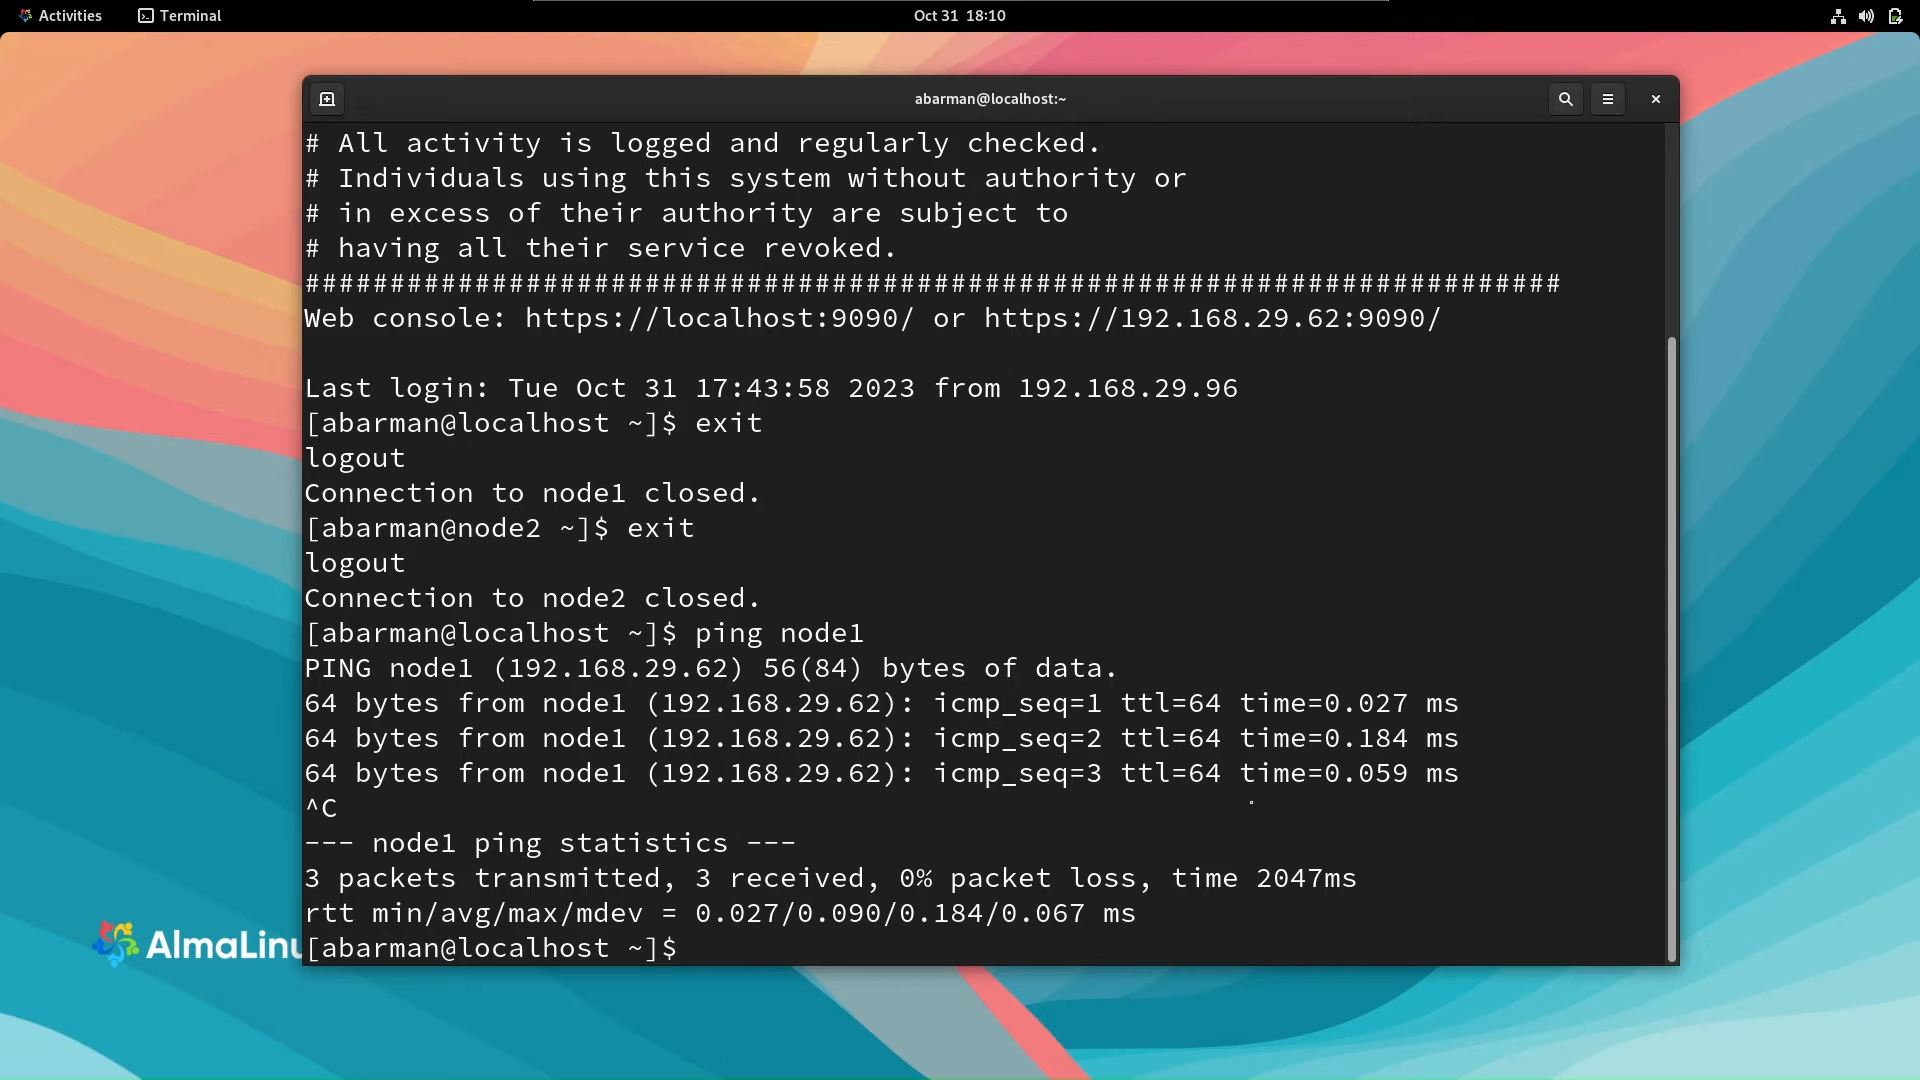 Activities
Terminal
Oct 31 18:10
abarman@localhost:~
# All activity is logged and regularly checked.
# Individuals using this system without authority or
# in excess of their authority are subject to
# having all their service revoked.
##########################################################################
Web console: https://localhost:9090/ or https://192.168.29.62:9090/
Last login: Tue Oct 31 17:43:58 2023 from 192.168.29.96
[abarman@localhost ~]$ exit
logout
Connection to node1 closed.
[abarman@node2 ~]$ exit
logout
Connection to node2 closed.
[abarman@localhost ~]$ ping node1
PING node1 (192.168.29.62) 56(84) bytes of data.
64 bytes from node1 (192.168.29.62): icmp_seq=1 ttl=64 time=0.027 ms
64 bytes from node1 (192.168.29.62): icmp_seq=2 ttl=64 time=0.184 ms
64 bytes from node1 (192.168.29.62): icmp_seq=3 ttl=64 time=0.059 ms
^C
--- node1 ping statistics ---
3 packets transmitted, 3 received, 0% packet loss, time 2047ms
rtt min/avg/max/mdev = 0.027/0.090/0.184/0.067 ms
[abarman@localhost ~]$
AlmaLinu